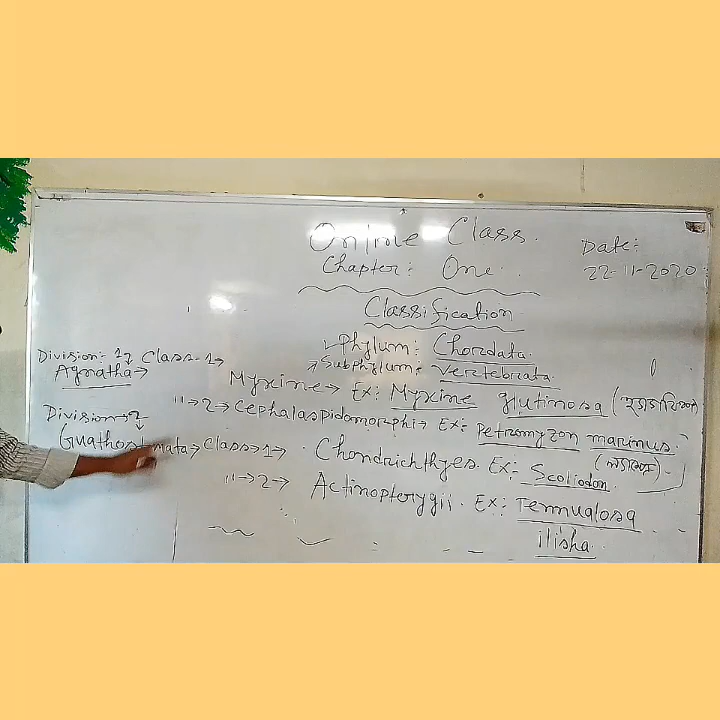 Online Class.
Chapter: One.
Date:
22-11-2020
Classification
Phylum: Chordata.
Subphylum: Vertebrata.
Division:- 1 Class-1→
Agnatha→
Myxine→ Ex: Myxine glutinosa
"→2→ Cephalaspidomorphi→ Ex: Petromyzon marinus.
Division→2
Gnathostomata→ Class→1→ Chondrichthyes. Ex: Scoliodon
"→2→ Actinopterygii. Ex: Tennualosa
ilisha.